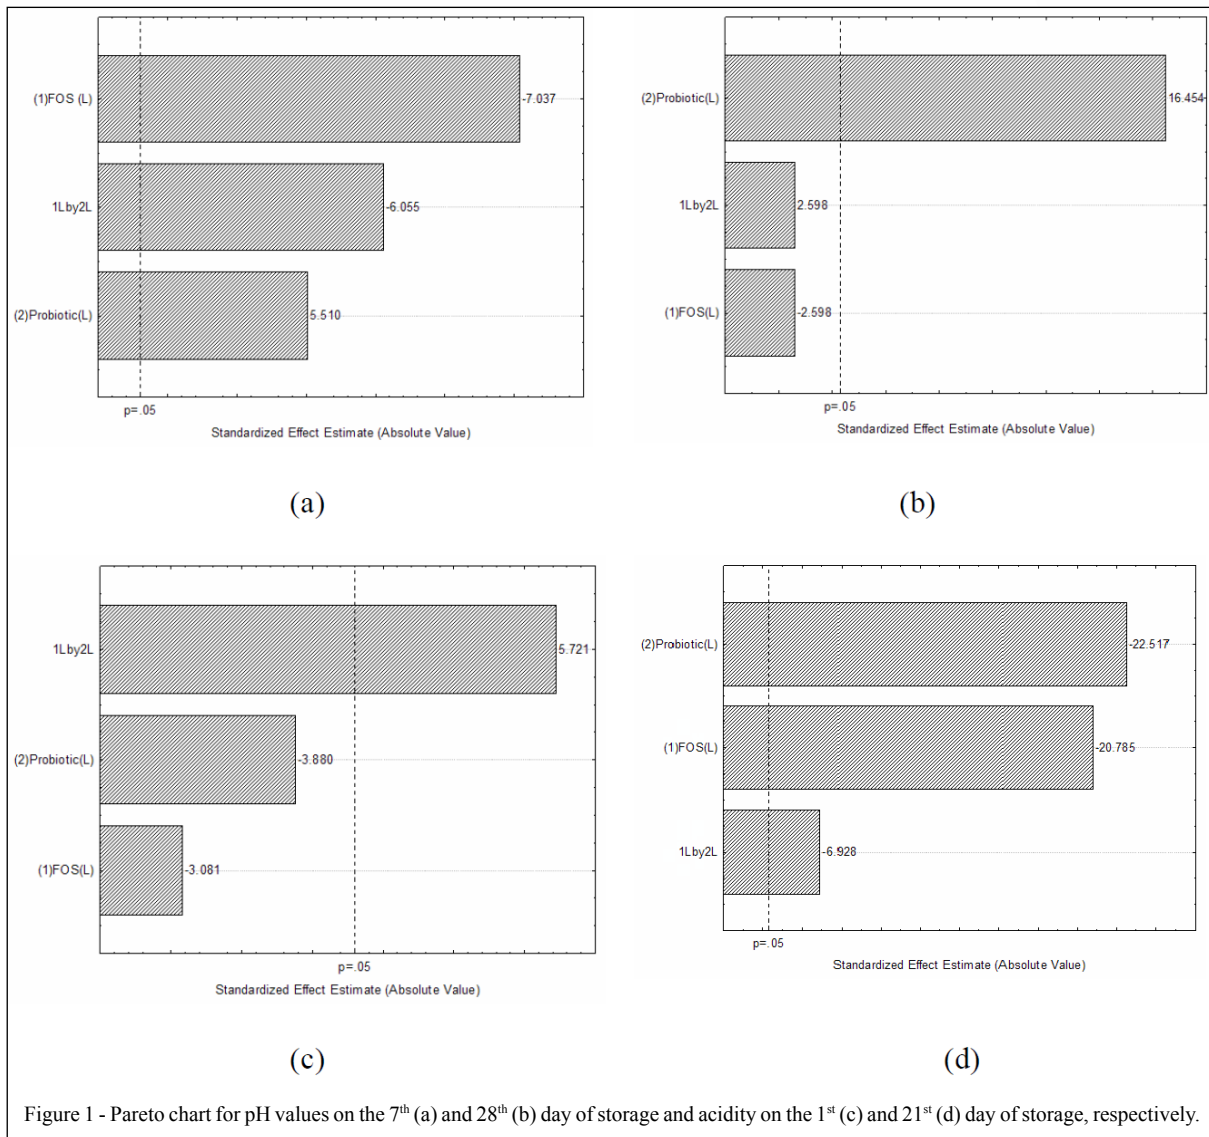 (1)FOS (L)
-7.037
1Lby2L
-6.055
(2)Probiotic(L)
5.510
p=.05
Standardized Effect Estimate (Absolute Value)
(a)
(2)Probiotic(L)
16.454
1Lby2L
2.598
(1)FOS(L)
-2.598
p=.05
Standardized Effect Estimate (Absolute Value)
(b)
1Lby2L
5.721
(2)Probiotic(L)
-3.880
(1)FOS(L)
-3.081
p=.05
Standardized Effect Estimate (Absolute Value)
(c)
(2)Probiotic(L)
-22.517
(1)FOS(L)
-20.785
1Lby2L
-6.928
p=.05
Standardized Effect Estimate (Absolute Value)
(d)
Figure 1 - Pareto chart for pH values on the 7th (a) and 28th (b) day of storage and acidity on the 1st (c) and 21st (d) day of storage, respectively.